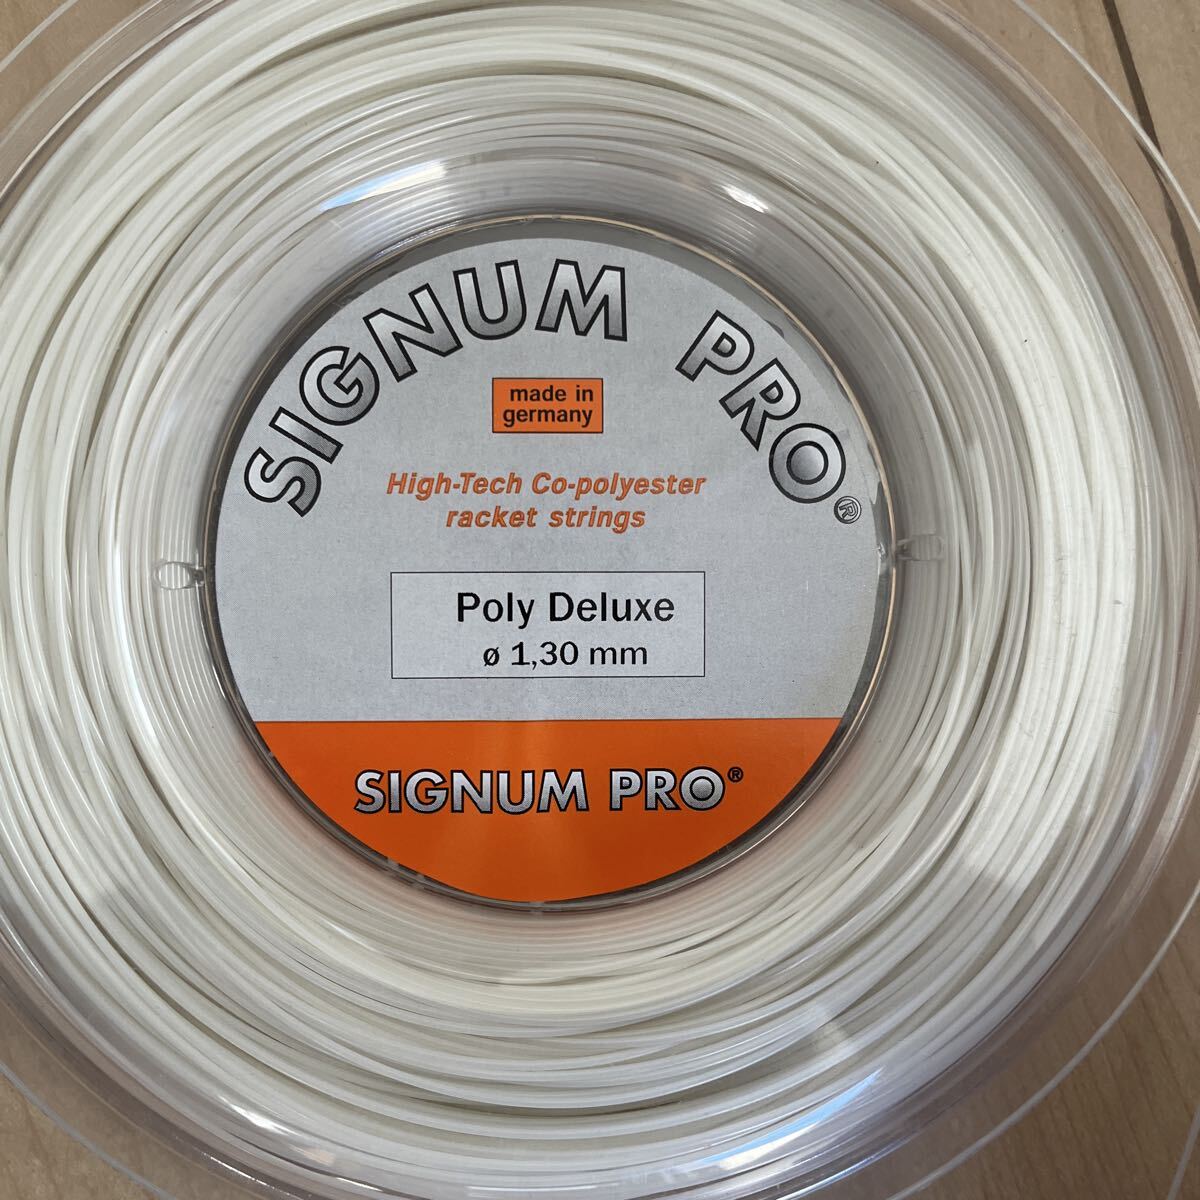 SIGNUM PRO®
made in
germany
High-Tech Co-polyester
racket strings
Poly Deluxe
ø 1,30 mm
SIGNUM PRO®